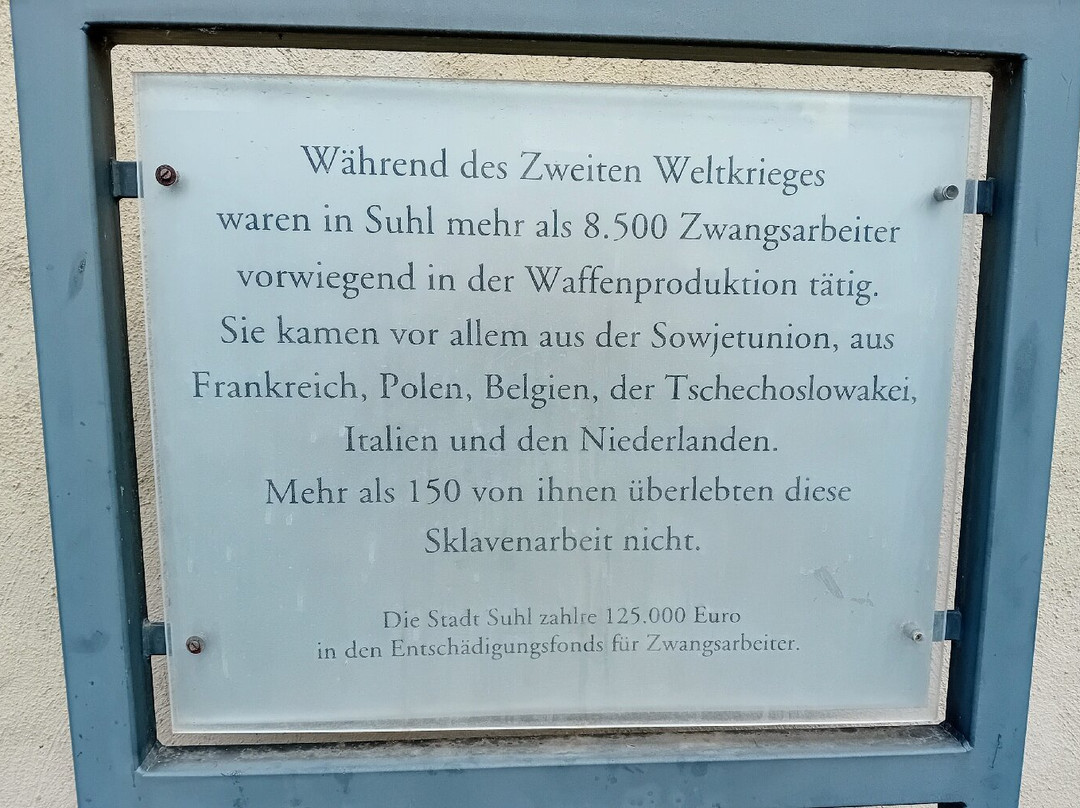 Während des Zweiten Weltkrieges
waren in Suhl mehr als 8.500 Zwangsarbeiter
vorwiegend in der Waffenproduktion tätig.
Sie kamen vor allem aus der Sowjetunion, aus
Frankreich, Polen, Belgien, der Tschechoslowakei,
Italien und den Niederlanden.
Mehr als 150 von ihnen überlebten diese
Sklavenarbeit nicht.
Die Stadt Suhl zahlte 125.000 Euro
in den Entschädigungsfonds für Zwangsarbeiter.